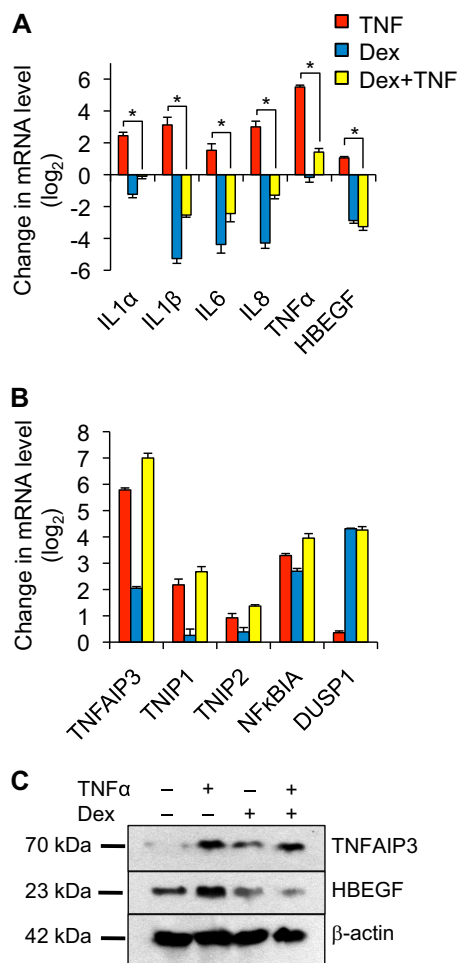 A
TNF
Dex
Dex+TNF
Change in mRNA level
(log2)
6
4
2
0
-2
-4
-6
* * * * * *
IL1α IL1β IL6 IL8 TNFα HBEGF
B
Change in mRNA level
(log2)
8
7
6
5
4
3
2
1
0
TNFAIP3 TNIP1 TNIP2 NFκBIA DUSP1
C
TNFα – + – +
Dex – – + +
70 kDa TNFAIP3
23 kDa HBEGF
42 kDa β-actin